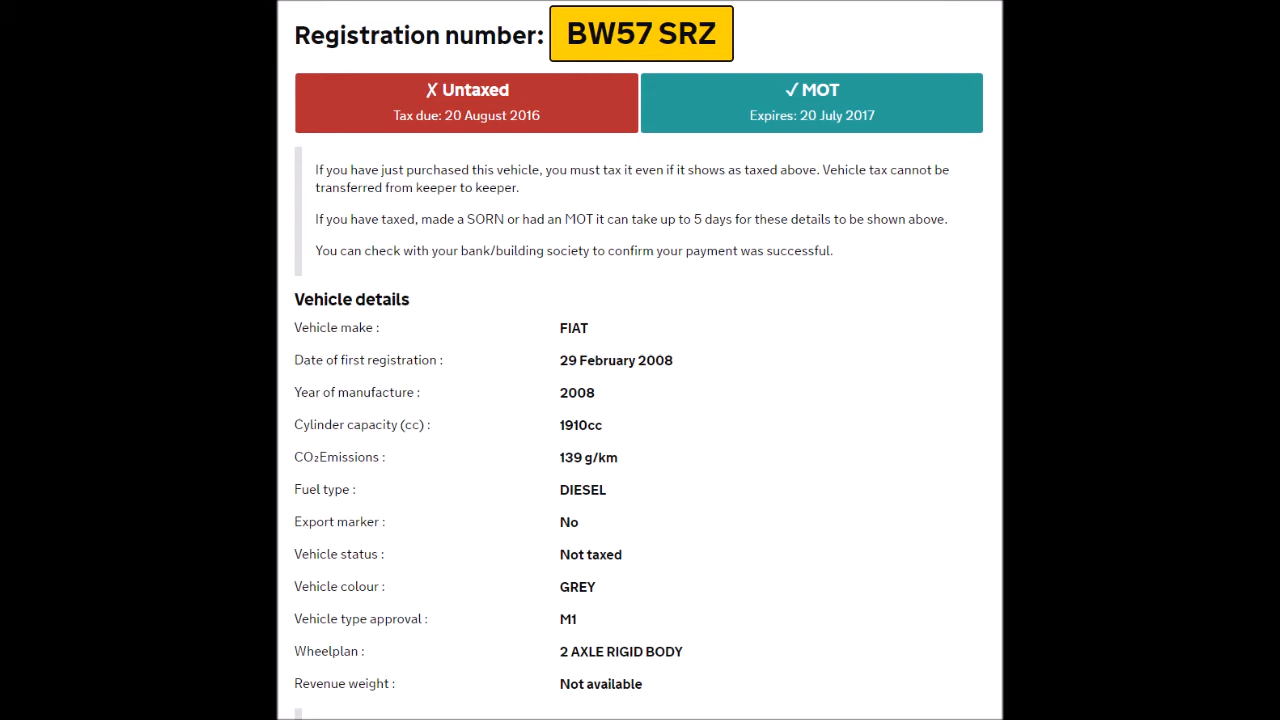 Registration number: BW57 SRZ
✗ Untaxed
Tax due: 20 August 2016
✓ MOT
Expires: 20 July 2017
If you have just purchased this vehicle, you must tax it even if it shows as taxed above. Vehicle tax cannot be
transferred from keeper to keeper.
If you have taxed, made a SORN or had an MOT it can take up to 5 days for these details to be shown above.
You can check with your bank/building society to confirm your payment was successful.
Vehicle details
Vehicle make : FIAT
Date of first registration : 29 February 2008
Year of manufacture : 2008
Cylinder capacity (cc) : 1910cc
CO₂Emissions : 139 g/km
Fuel type : DIESEL
Export marker : No
Vehicle status : Not taxed
Vehicle colour : GREY
Vehicle type approval : M1
Wheelplan : 2 AXLE RIGID BODY
Revenue weight : Not available